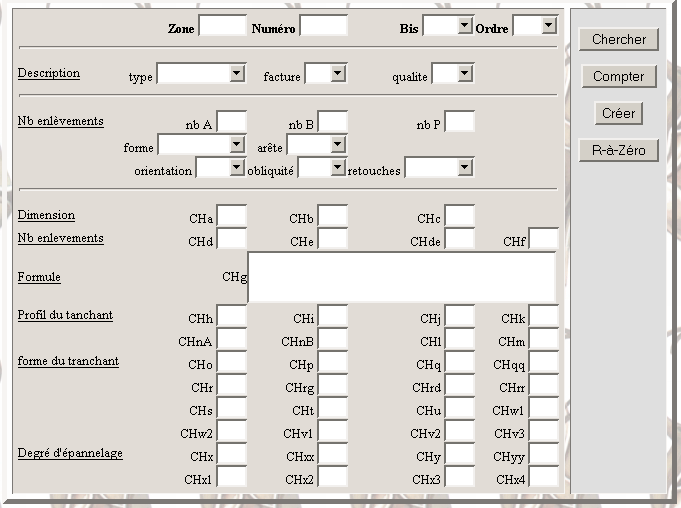 Zone Numéro Bis Ordre
Description type facture qualite
Nb enlèvements nb A nb B nb P
forme arête
orientation obliquité retouches
Dimension CHa CHb CHc
Nb enlevements CHd CHe CHde CHf
Formule CHg
Profil du tanchant CHh CHi CHj CHk
CHnA CHnB CHl CHm
forme du tranchant CHo CHp CHq CHqq
CHr CHrg CHrd CHrr
CHs CHt CHu CHw1
CHw2 CHv1 CHv2 CHv3
Degré d'épannelage CHx CHxx CHy CHyy
CHx1 CHx2 CHx3 CHx4
Chercher
Compter
Créer
R-à-Zéro